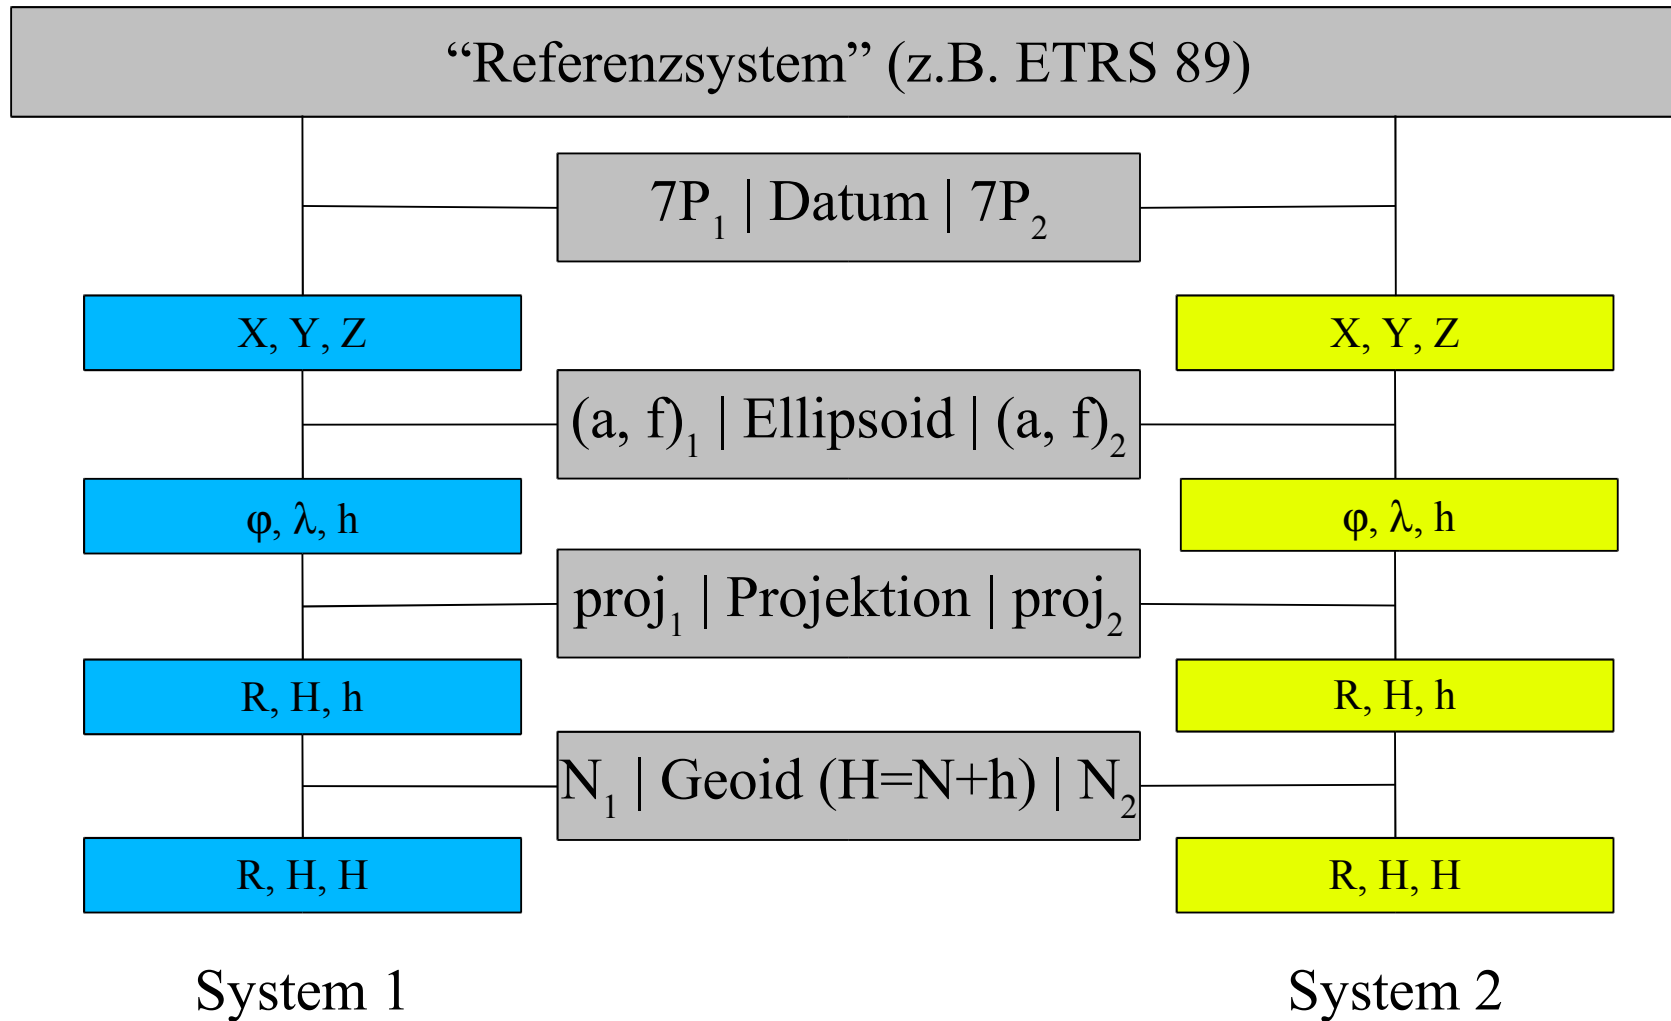 “Referenzsystem” (z.B. ETRS 89)
7P₁ | Datum | 7P₂
X, Y, Z
X, Y, Z
(a, f)₁ | Ellipsoid | (a, f)₂
φ, λ, h
φ, λ, h
proj₁ | Projektion | proj₂
R, H, h
R, H, h
N₁ | Geoid (H=N+h) | N₂
R, H, H
R, H, H
System 1
System 2